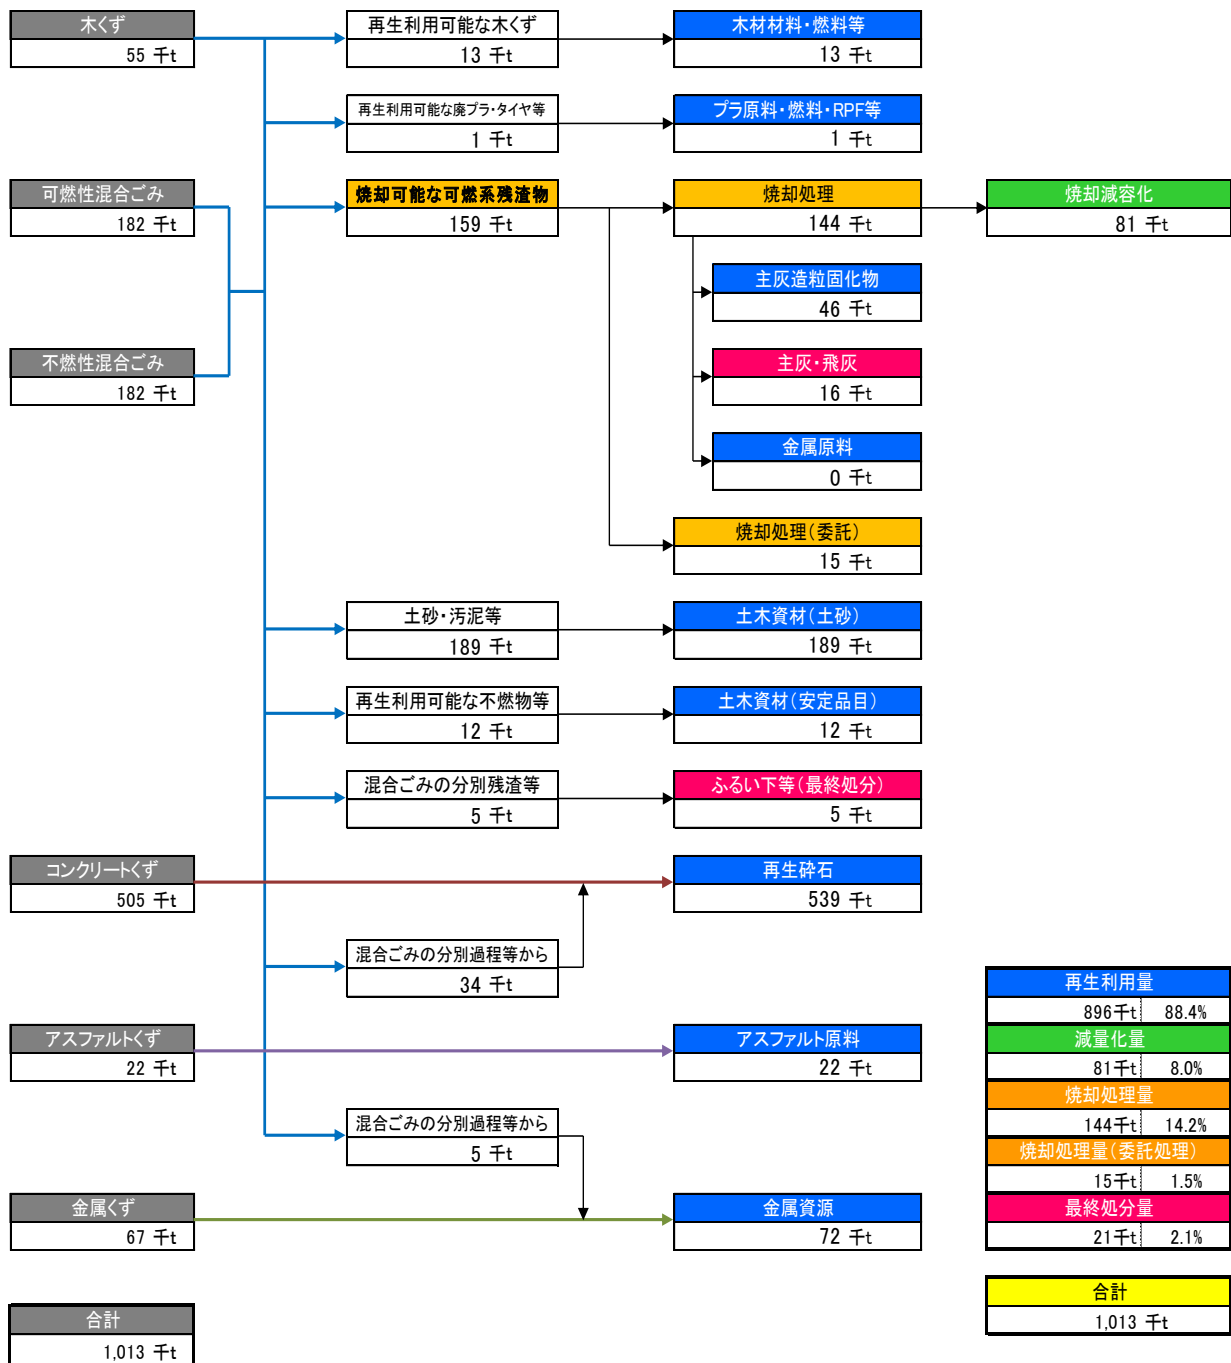 木くず
55 千t
再生利用可能な木くず
13 千t
木材材料・燃料等
13 千t
再生利用可能な廃プラ・タイヤ等
1 千t
プラ原料・燃料・RPF等
1 千t
可燃性混合ごみ
182 千t
焼却可能な可燃系残渣物
159 千t
焼却処理
144 千t
焼却減容化
81 千t
主灰造粒固化物
46 千t
不燃性混合ごみ
182 千t
主灰・飛灰
16 千t
金属原料
0 千t
焼却処理(委託)
15 千t
土砂・汚泥等
189 千t
土木資材(土砂)
189 千t
再生利用可能な不燃物等
12 千t
土木資材(安定品目)
12 千t
混合ごみの分別残渣等
5 千t
ふるい下等(最終処分)
5 千t
コンクリートくず
505 千t
再生砕石
539 千t
混合ごみの分別過程等から
34 千t
アスファルトくず
22 千t
アスファルト原料
22 千t
混合ごみの分別過程等から
5 千t
金属くず
67 千t
金属資源
72 千t
再生利用量
896千t 88.4%
減量化量
81千t 8.0%
焼却処理量
144千t 14.2%
焼却処理量(委託処理)
15千t 1.5%
最終処分量
21千t 2.1%
合計
1,013 千t
合計
1,013 千t